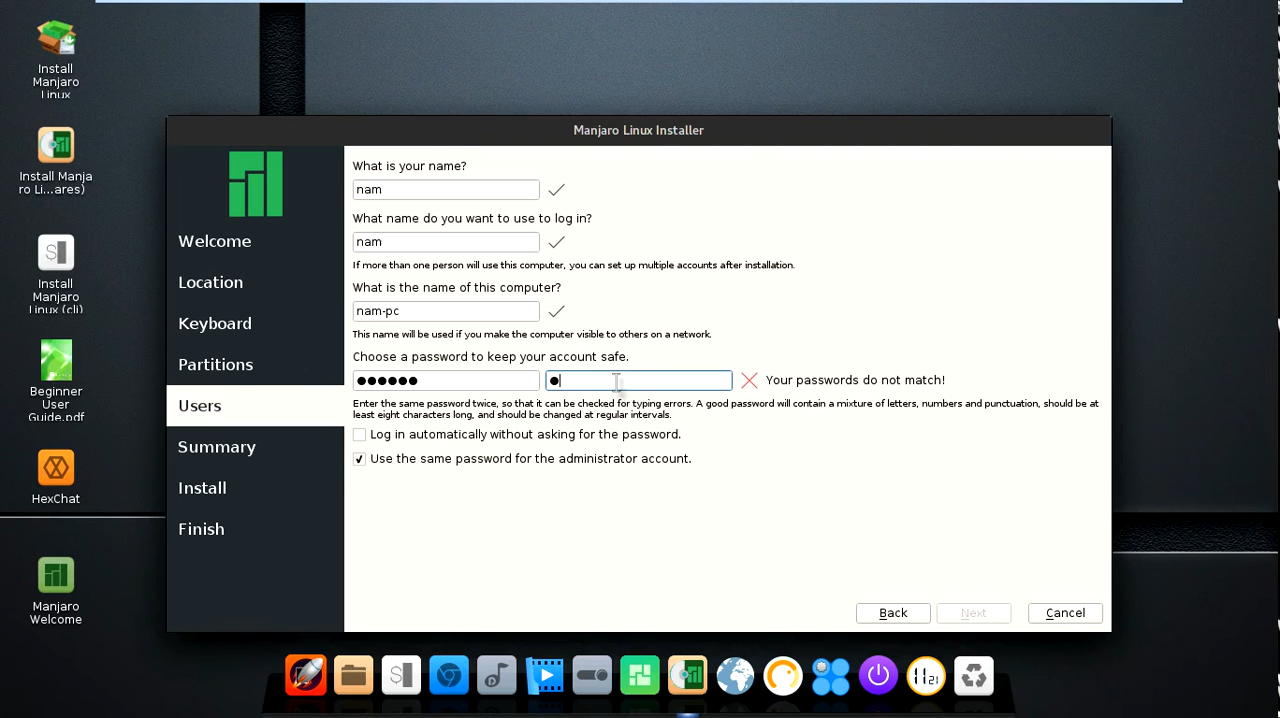 Install
Manjaro
Linux
Install Manja
ro Li...ares)
Install
Manjaro
Linux (cli)
Beginner
User
Guide.pdf
HexChat
Manjaro
Welcome
Manjaro Linux Installer
Welcome
Location
Keyboard
Partitions
Users
Summary
Install
Finish
What is your name?
nam
What name do you want to use to log in?
nam
If more than one person will use this computer, you can set up multiple accounts after installation.
What is the name of this computer?
nam-pc
This name will be used if you make the computer visible to others on a network.
Choose a password to keep your account safe.
●●●●●● ● Your passwords do not match!
Enter the same password twice, so that it can be checked for typing errors. A good password will contain a mixture of letters, numbers and punctuation, should be at
least eight characters long, and should be changed at regular intervals.
Log in automatically without asking for the password.
Use the same password for the administrator account.
Back Next Cancel
11 21